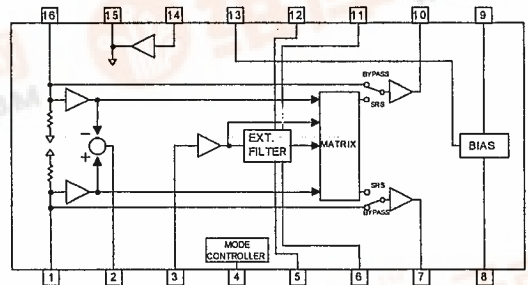 16 15 14 13 12 11 10 9
BYPASS
SRS
−
+
EXT.
FILTER
MATRIX
BIAS
SRS
BYPASS
MODE
CONTROLLER
1 2 3 4 5 6 7 8